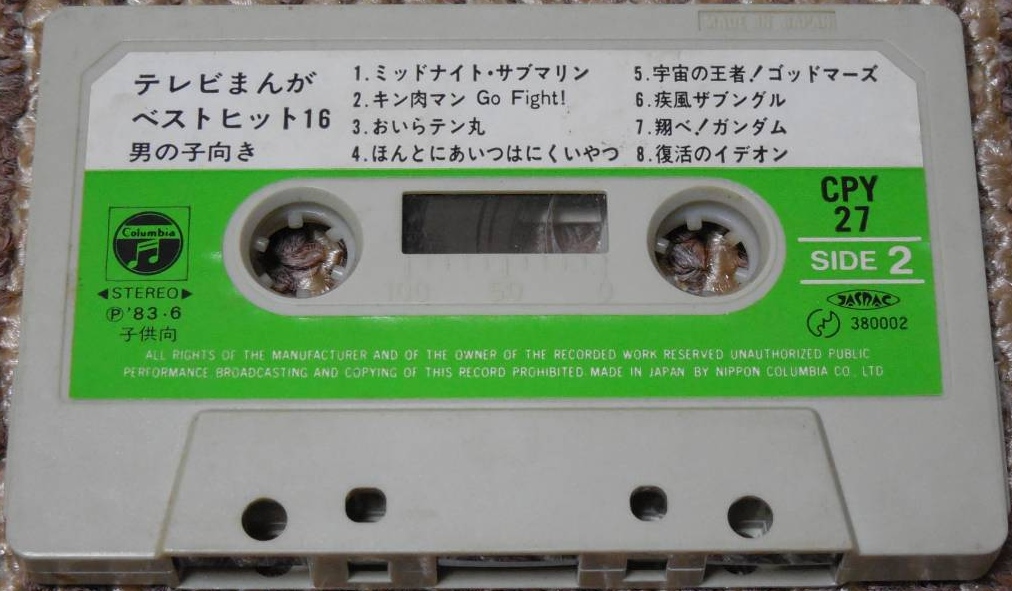 MADE IN JAPAN
テレビまんが
ベストヒット16
男の子向き
1.ミッドナイト・サブマリン
2.キン肉マン Go Fight!
3.おいらテン丸
4.ほんとにあいつはにくいやつ
5.宇宙の王者!ゴッドマーズ
6.疾風ザブングル
7.翔べ!ガンダム
8.復活のイデオン
CPY
27
SIDE 2
Columbia
◀STEREO▶
Ⓟ'83・6
子供向
JASRAC
380002
100 50 0
ALL RIGHTS OF THE MANUFACTURER AND OF THE OWNER OF THE RECORDED WORK RESERVED UNAUTHORIZED PUBLIC
PERFORMANCE BROADCASTING AND COPYING OF THIS RECORD PROHIBITED MADE IN JAPAN BY NIPPON COLUMBIA CO., LTD